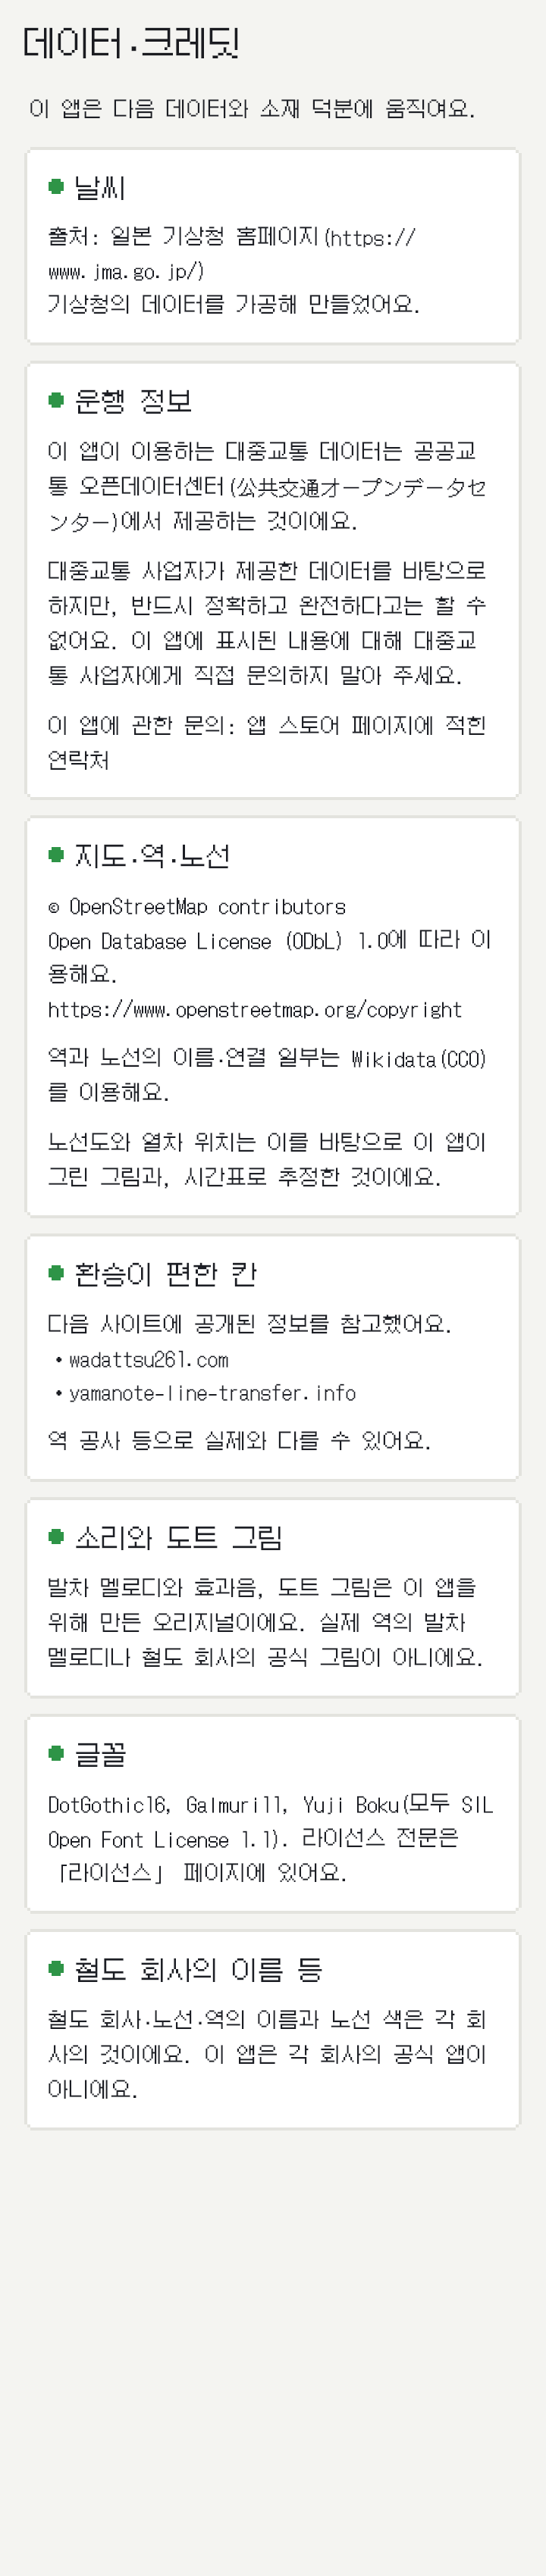 데이터·크레딧
이 앱은 다음 데이터와 소재 덕분에 움직여요.
날씨
출처: 일본 기상청 홈페이지(https://
www.jma.go.jp/)
기상청의 데이터를 가공해 만들었어요.
운행 정보
이 앱이 이용하는 대중교통 데이터는 공공교
통 오픈데이터센터(公共交通オープンデータセ
ンター)에서 제공하는 것이에요.
대중교통 사업자가 제공한 데이터를 바탕으로
하지만, 반드시 정확하고 완전하다고는 할 수
없어요. 이 앱에 표시된 내용에 대해 대중교
통 사업자에게 직접 문의하지 말아 주세요.
이 앱에 관한 문의: 앱 스토어 페이지에 적힌
연락처
지도·역·노선
© OpenStreetMap contributors
Open Database License (ODbL) 1.0에 따라 이
용해요.
https://www.openstreetmap.org/copyright
역과 노선의 이름·연결 일부는 Wikidata(CC0)
를 이용해요.
노선도와 열차 위치는 이를 바탕으로 이 앱이
그린 그림과, 시간표로 추정한 것이에요.
환승이 편한 칸
다음 사이트에 공개된 정보를 참고했어요.
・wadattsu261.com
・yamanote-line-transfer.info
역 공사 등으로 실제와 다를 수 있어요.
소리와 도트 그림
발차 멜로디와 효과음, 도트 그림은 이 앱을
위해 만든 오리지널이에요. 실제 역의 발차
멜로디나 철도 회사의 공식 그림이 아니에요.
글꼴
DotGothic16, Galmuri11, Yuji Boku(모두 SIL
Open Font License 1.1). 라이선스 전문은
「라이선스」 페이지에 있어요.
철도 회사의 이름 등
철도 회사·노선·역의 이름과 노선 색은 각 회
사의 것이에요. 이 앱은 각 회사의 공식 앱이
아니에요.